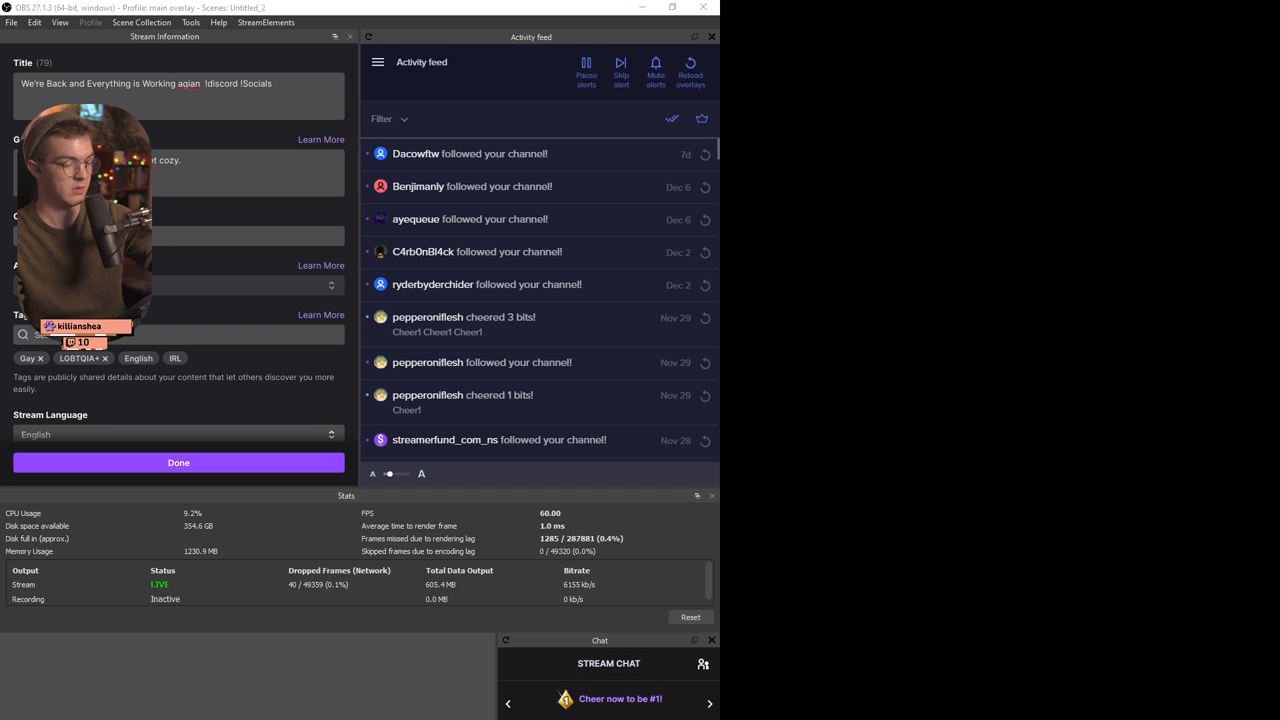 OBS 27.1.3 (64-bit, windows) - Profile: main overlay - Scenes: Untitled_2
File Edit View Profile Scene Collection Tools Help StreamElements
Stream Information
Title (79)
We're Back and Everything is Working aqian !discord !Socials
Learn More
et cozy.
Learn More
Learn More
killianshea
10
Gay LGBTQIA+ English IRL
Tags are publicly shared details about your content that let others discover you more
easily.
Stream Language
English
Done
Activity feed
Activity feed
Pause alerts
Skip alert
Mute alerts
Reload overlays
Filter
Dacowftw followed your channel! 7d
Benjimanly followed your channel! Dec 6
ayequeue followed your channel! Dec 6
C4rb0nBl4ck followed your channel! Dec 2
ryderbyderchider followed your channel! Dec 2
pepperoniflesh cheered 3 bits! Nov 29
Cheer1 Cheer1 Cheer1
pepperoniflesh followed your channel! Nov 29
pepperoniflesh cheered 1 bits! Nov 29
Cheer1
streamerfund_com_ns followed your channel! Nov 28
A A
Stats
CPU Usage 9.2% FPS 60.00
Disk space available 354.6 GB Average time to render frame 1.0 ms
Disk full in (approx.) Frames missed due to rendering lag 1285 / 287881 (0.4%)
Memory Usage 1230.9 MB Skipped frames due to encoding lag 0 / 49320 (0.0%)
Output Status Dropped Frames (Network) Total Data Output Bitrate
Stream LIVE 40 / 49359 (0.1%) 605.4 MB 6155 kb/s
Recording Inactive 0.0 MB 0 kb/s
Reset
Chat
STREAM CHAT
1 Cheer now to be #1!